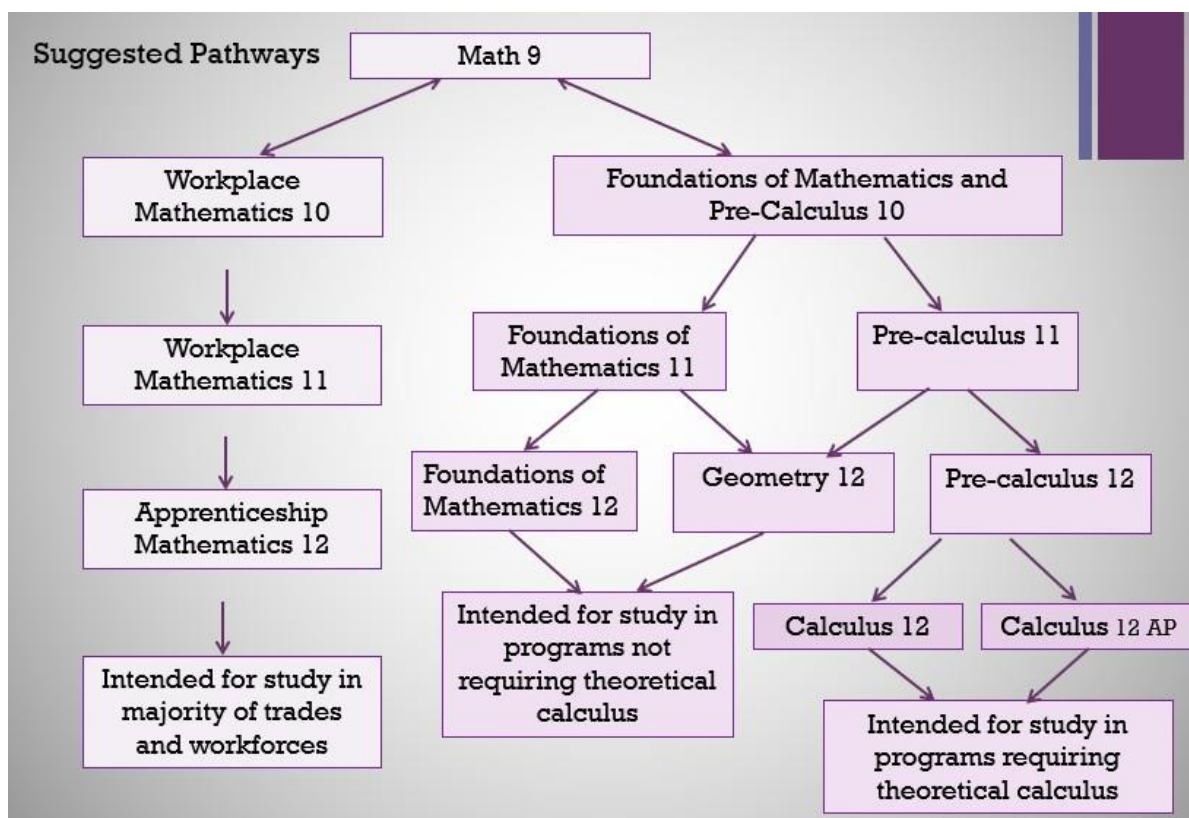 Suggested Pathways
Math 9
Workplace
Mathematics 10
Foundations of Mathematics and
Pre-Calculus 10
Workplace
Mathematics 11
Foundations of
Mathematics 11
Pre-calculus 11
Apprenticeship
Mathematics 12
Foundations of
Mathematics 12
Geometry 12
Pre-calculus 12
Intended for study in
majority of trades
and workforces
Intended for study in
programs not
requiring theoretical
calculus
Calculus 12
Calculus 12 AP
Intended for study in
programs requiring
theoretical calculus